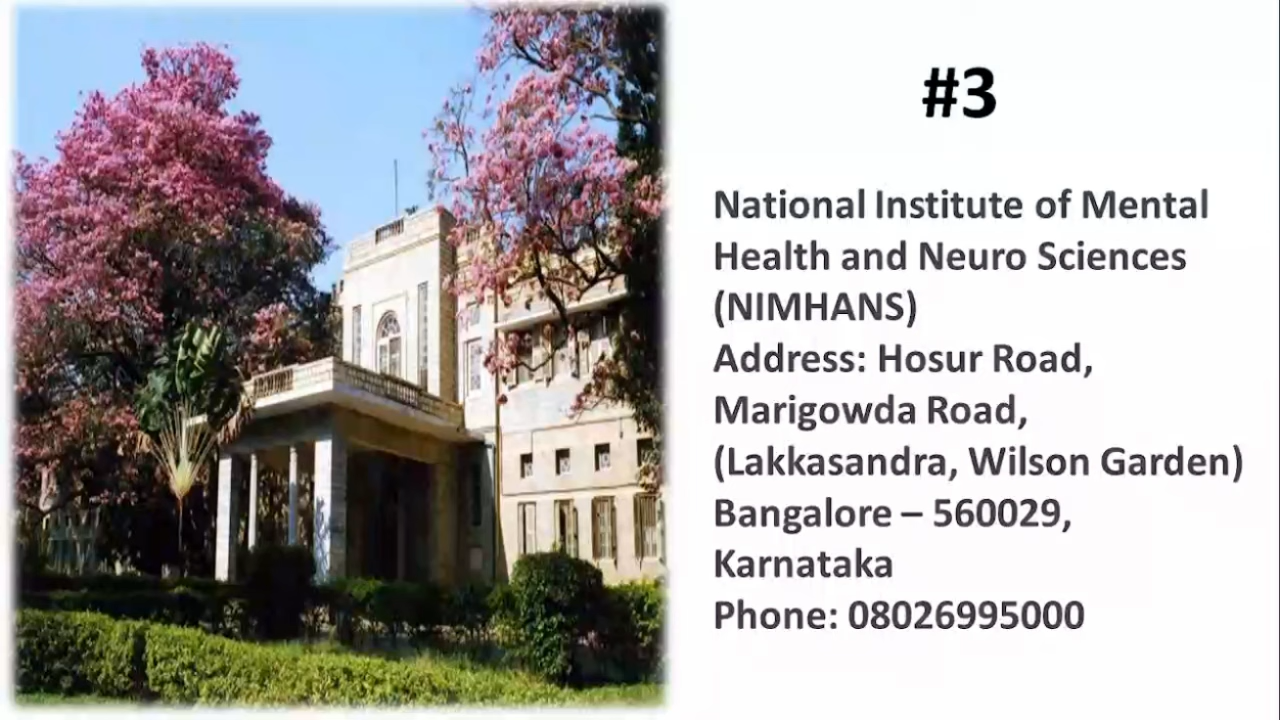 #3
National Institute of Mental
Health and Neuro Sciences
(NIMHANS)
Address: Hosur Road,
Marigowda Road,
(Lakkasandra, Wilson Garden)
Bangalore – 560029,
Karnataka
Phone: 08026995000